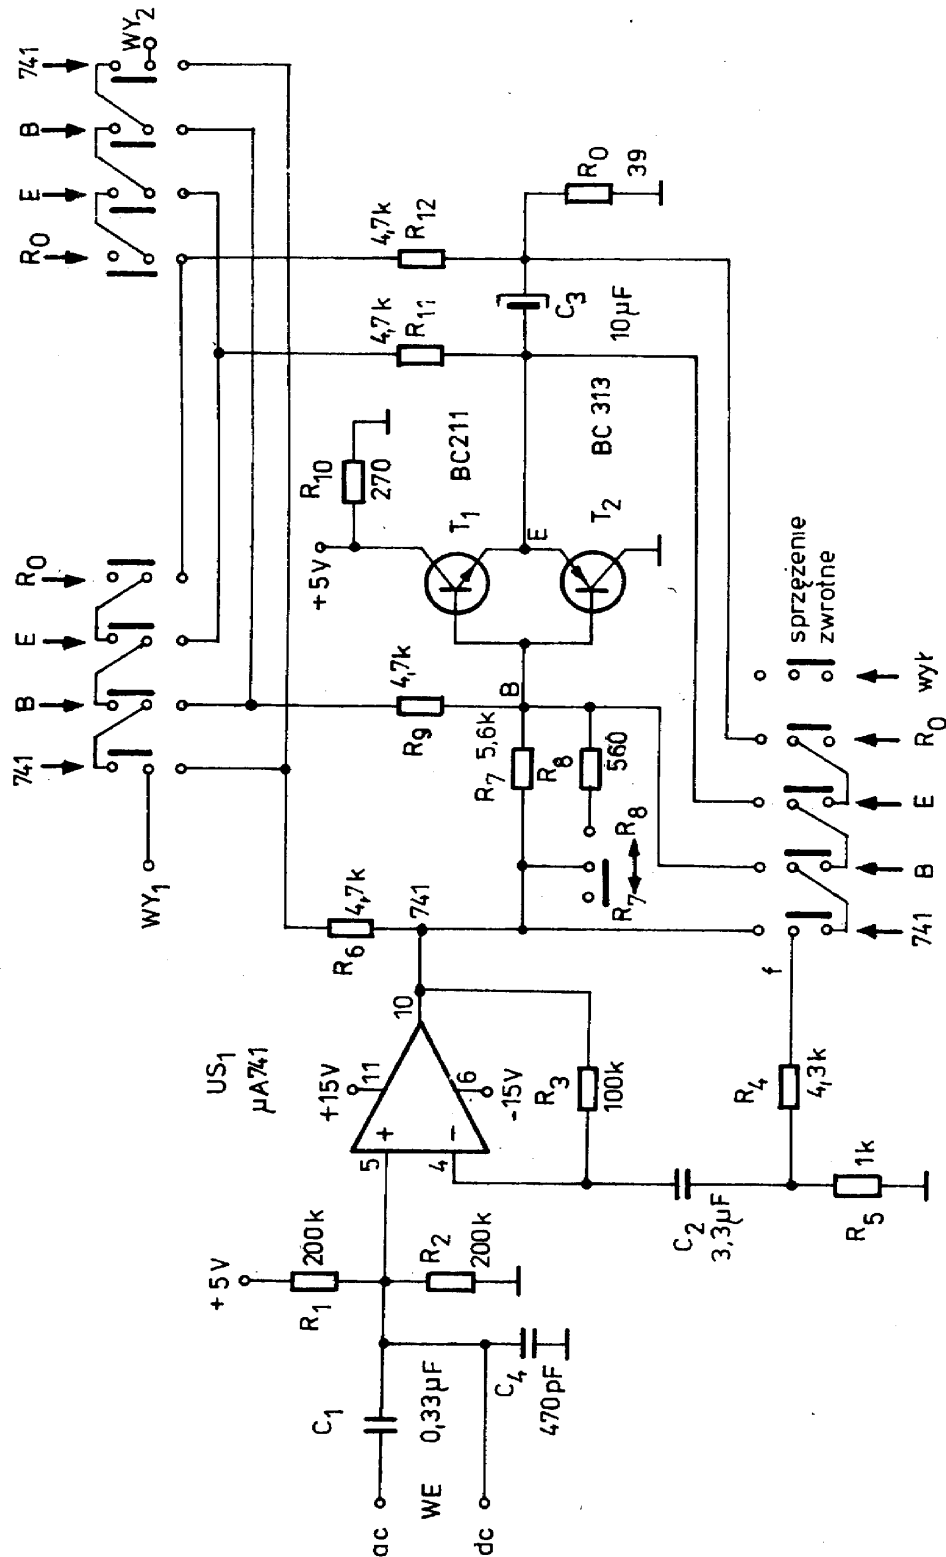 741
B
E
R0
WY1
R0
E
B
741
WY2
ac
WE
dc
C1
0,33µF
C4
470pF
+5V
R1
200k
R2
200k
US1
µA741
+15V
11
5
+
4
−
6
-15V
10
R3
100k
C2
3,3µF
R4
4,3k
R5
1k
f
R6
4,7k
741
R7
5,6k
R8
560
R7
R8
R9
4,7k
B
+5V
R10
270
T1
BC211
E
T2
BC 313
R11
4,7k
R12
4,7k
C3
10µF
R0
39
741
B
E
R0
wył
sprzężenie
zwrotne